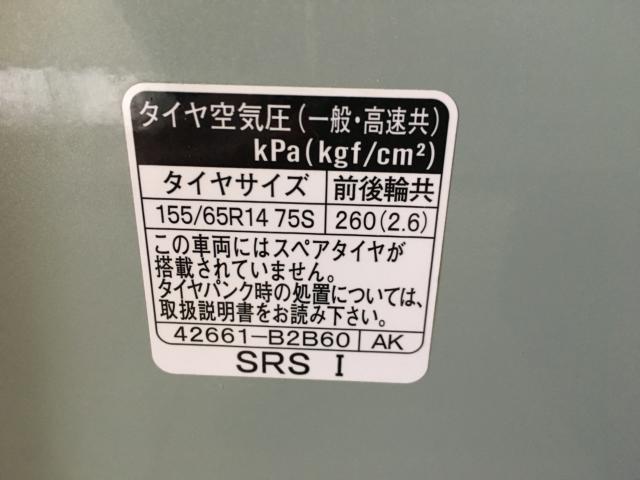 タイヤ空気圧(一般・高速共)
kPa(kgf/cm²)
タイヤサイズ 前後輪共
155/65R14 75S 260(2.6)
この車両にはスペアタイヤが
搭載されていません。
タイヤパンク時の処置については、
取扱説明書をお読み下さい。
42661-B2B60 AK
SRS I